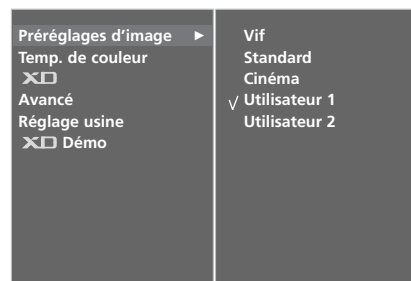 Préréglages d'image ►
Temp. de couleur
XD
Avancé
Réglage usine
XD Démo
Vif
Standard
Cinéma
√ Utilisateur 1
Utilisateur 2